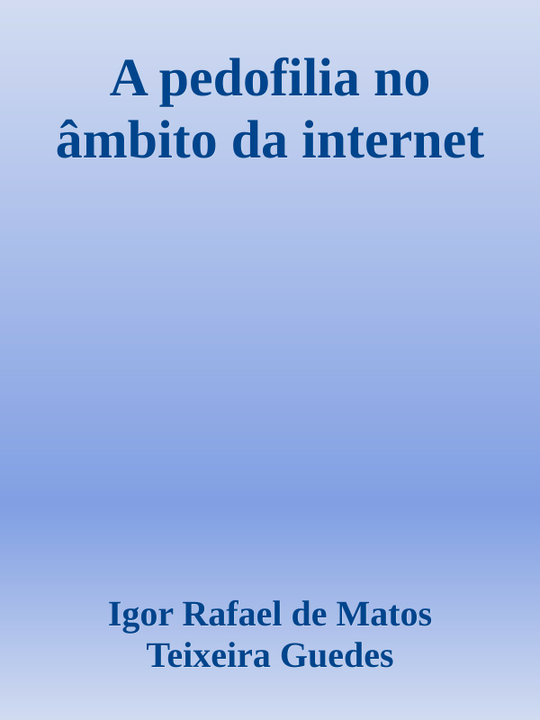 A pedofilia no
âmbito da internet
Igor Rafael de Matos
Teixeira Guedes